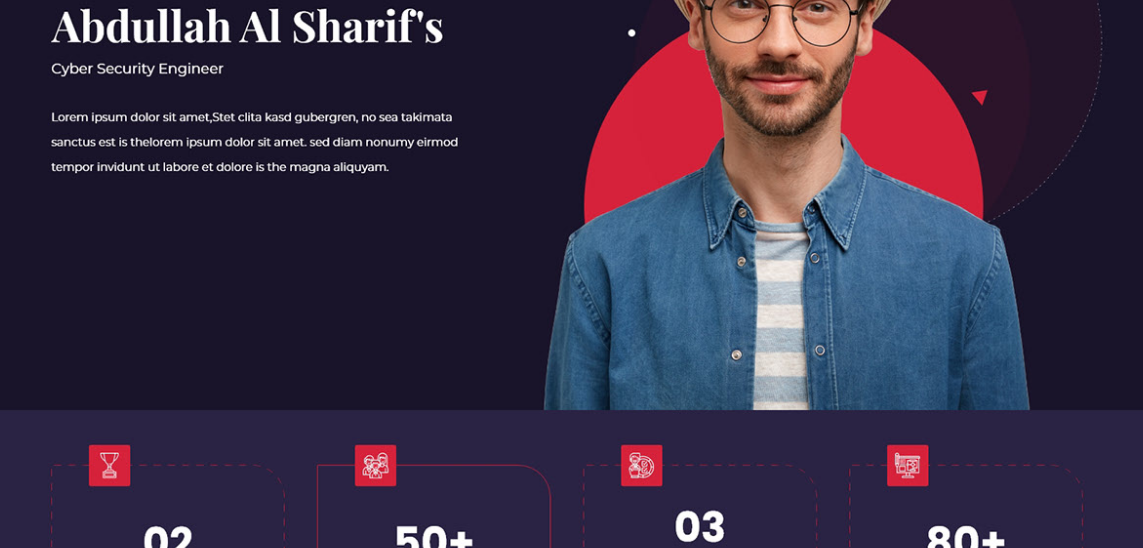 Abdullah Al Sharif's
Cyber Security Engineer
Lorem ipsum dolor sit amet,Stet clita kasd gubergren, no sea takimata
sanctus est is thelorem ipsum dolor sit amet. sed diam nonumy eirmod
tempor invidunt ut labore et dolore is the magna aliquyam.
02 50+ 03 80+